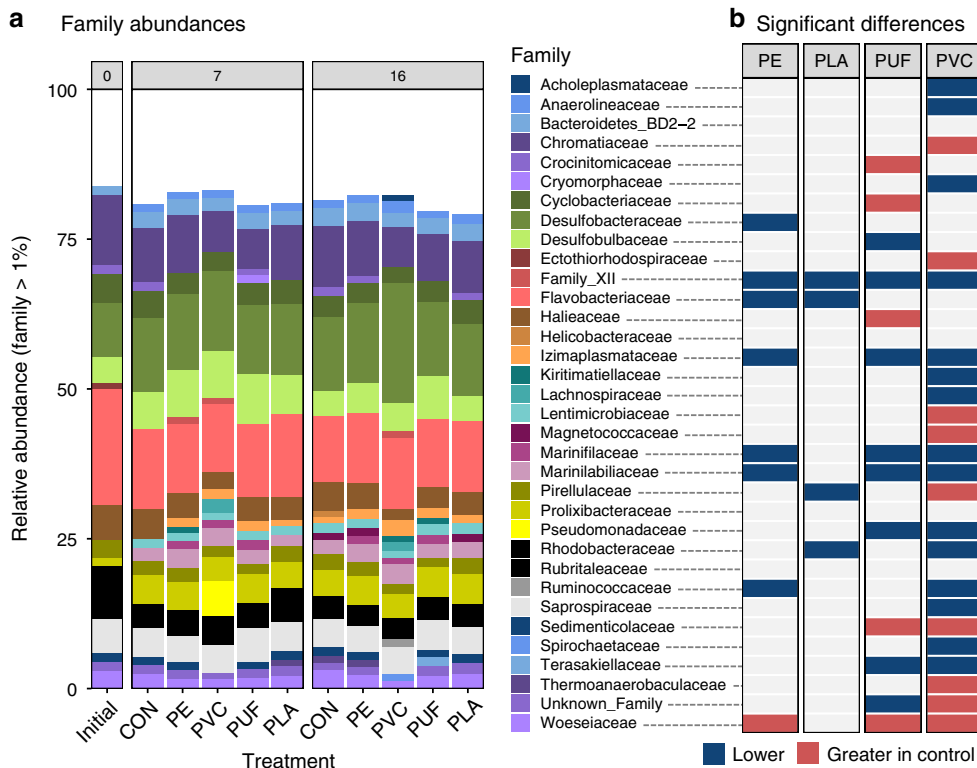 a Family abundances
b Significant differences
0 7 16
Relative abundance (family > 1%)
100
75
50
25
0
Initial CON PE PVC PUF PLA CON PE PVC PUF PLA
Treatment
Family
Acholeplasmataceae
Anaerolineaceae
Bacteroidetes_BD2−2
Chromatiaceae
Crocinitomicaceae
Cryomorphaceae
Cyclobacteriaceae
Desulfobacteraceae
Desulfobulbaceae
Ectothiorhodospiraceae
Family_XII
Flavobacteriaceae
Halieaceae
Helicobacteraceae
Izimaplasmataceae
Kiritimatiellaceae
Lachnospiraceae
Lentimicrobiaceae
Magnetococcaceae
Marinifilaceae
Marinilabiliaceae
Pirellulaceae
Prolixibacteraceae
Pseudomonadaceae
Rhodobacteraceae
Rubritaleaceae
Ruminococcaceae
Saprospiraceae
Sedimenticolaceae
Spirochaetaceae
Terasakiellaceae
Thermoanaerobaculaceae
Unknown_Family
Woeseiaceae
PE PLA PUF PVC
Lower Greater in control